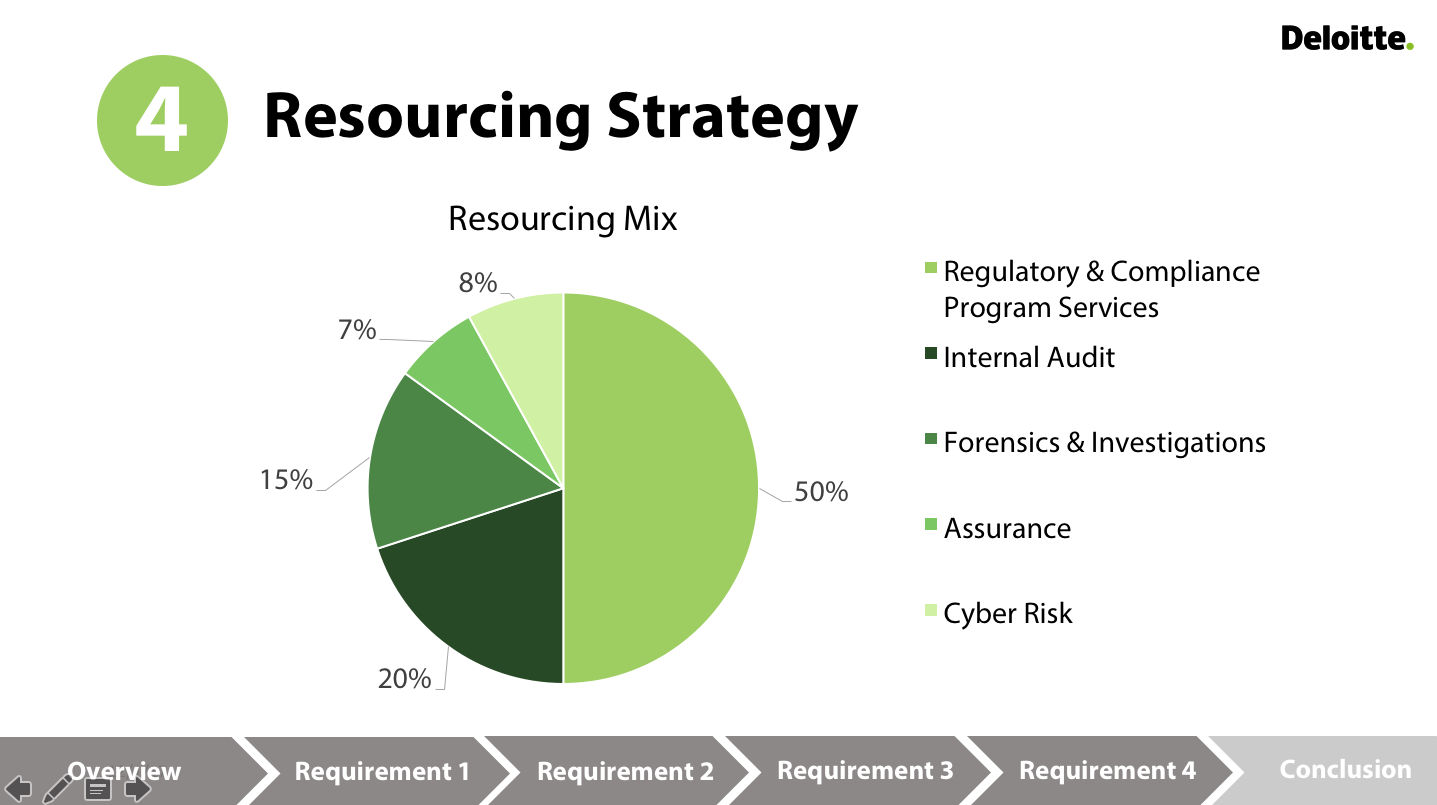 Deloitte.
4
Resourcing Strategy
Resourcing Mix
8%
7%
15%
20%
50%
Regulatory & Compliance
Program Services
Internal Audit
Forensics & Investigations
Assurance
Cyber Risk
Overview
Requirement 1
Requirement 2
Requirement 3
Requirement 4
Conclusion